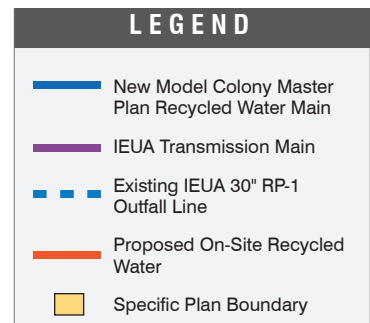 LEGEND
New Model Colony Master
Plan Recycled Water Main
IEUA Transmission Main
Existing IEUA 30" RP-1
Outfall Line
Proposed On-Site Recycled
Water
Specific Plan Boundary